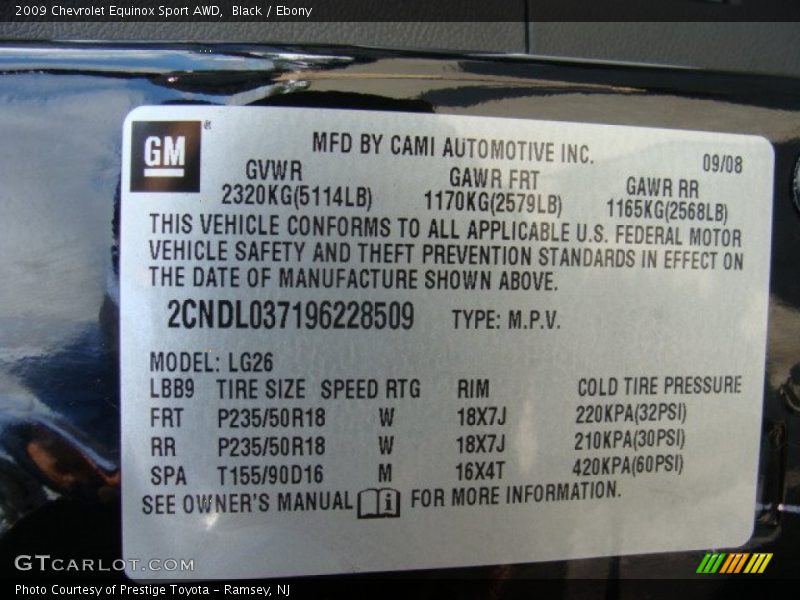 2009 Chevrolet Equinox Sport AWD, Black / Ebony
GM®
MFD BY CAMI AUTOMOTIVE INC.
09/08
GVWR GAWR FRT GAWR RR
2320KG(5114LB) 1170KG(2579LB) 1165KG(2568LB)
THIS VEHICLE CONFORMS TO ALL APPLICABLE U.S. FEDERAL MOTOR
VEHICLE SAFETY AND THEFT PREVENTION STANDARDS IN EFFECT ON
THE DATE OF MANUFACTURE SHOWN ABOVE.
2CNDL037196228509 TYPE: M.P.V.
MODEL: LG26
LBB9 TIRE SIZE SPEED RTG RIM COLD TIRE PRESSURE
FRT P235/50R18 W 18X7J 220KPA(32PSI)
RR P235/50R18 W 18X7J 210KPA(30PSI)
SPA T155/90D16 M 16X4T 420KPA(60PSI)
SEE OWNER'S MANUAL i FOR MORE INFORMATION.
GTcarlot.com
Photo Courtesy of Prestige Toyota - Ramsey, NJ